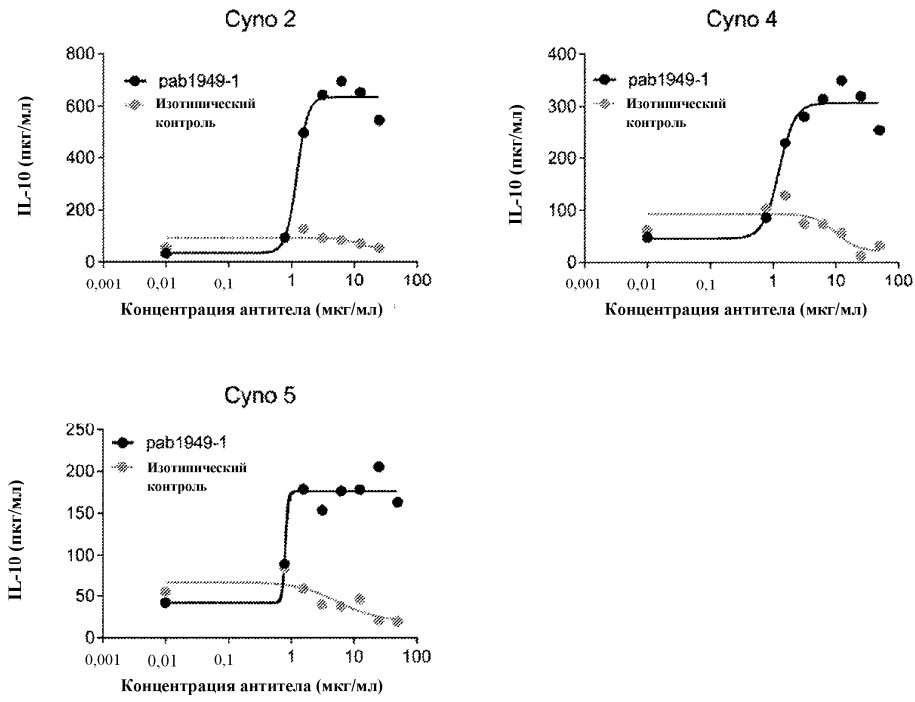 Cyno 2
800
600
400
200
0
IL-10 (пкг/мл)
pab1949-1
Изотипический
контроль
0,001 0,01 0,1 1 10 100
Концентрация антитела (мкг/мл)
Cyno 4
400
300
200
100
0
IL-10 (пкг/мл)
pab1949-1
Изотипический
контроль
0,001 0,01 0,1 1 10 100
Концентрация антитела (мкг/мл)
Cyno 5
250
200
150
100
50
0
IL-10 (пкг/мл)
pab1949-1
Изотипический
контроль
0,001 0,01 0,1 1 10 100
Концентрация антитела (мкг/мл)